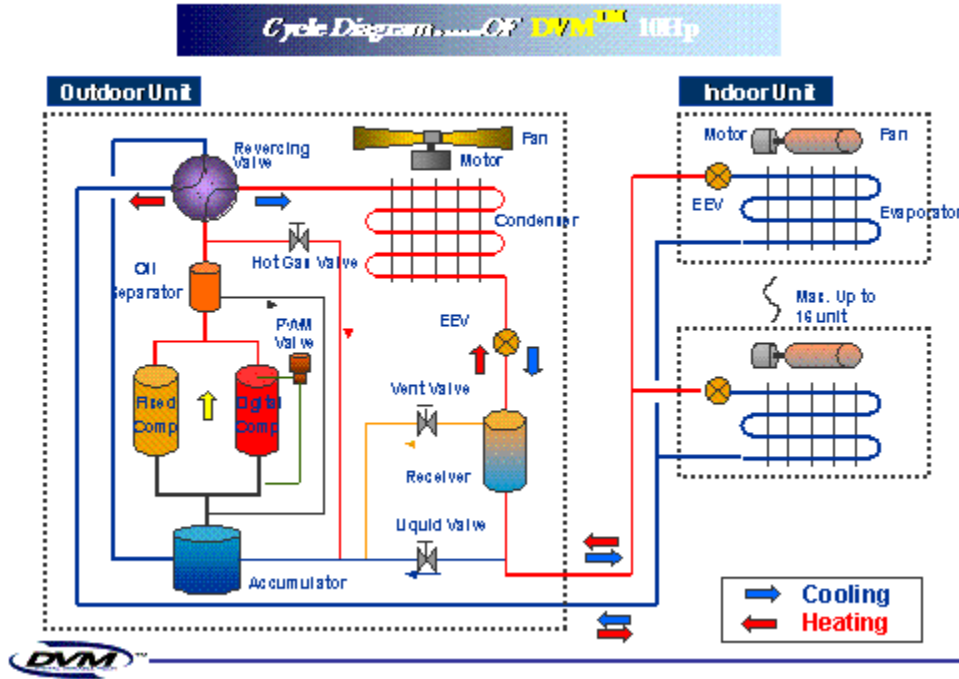 Cycle Diagram......OF DVM™ 10Hp
Outdoor Unit
Indoor Unit
Fan
Motor
Revercing
Valve
Condenser
Hot Gas Valve
Oil
Separator
PWM
Valve
EEV
Fixed
Comp
Digital
Comp
Vent Valve
Receiver
Liquid Valve
Accumulator
Motor
Fan
EEV
Evaporator
Max. Up to
16 unit
Cooling
Heating
DVM™